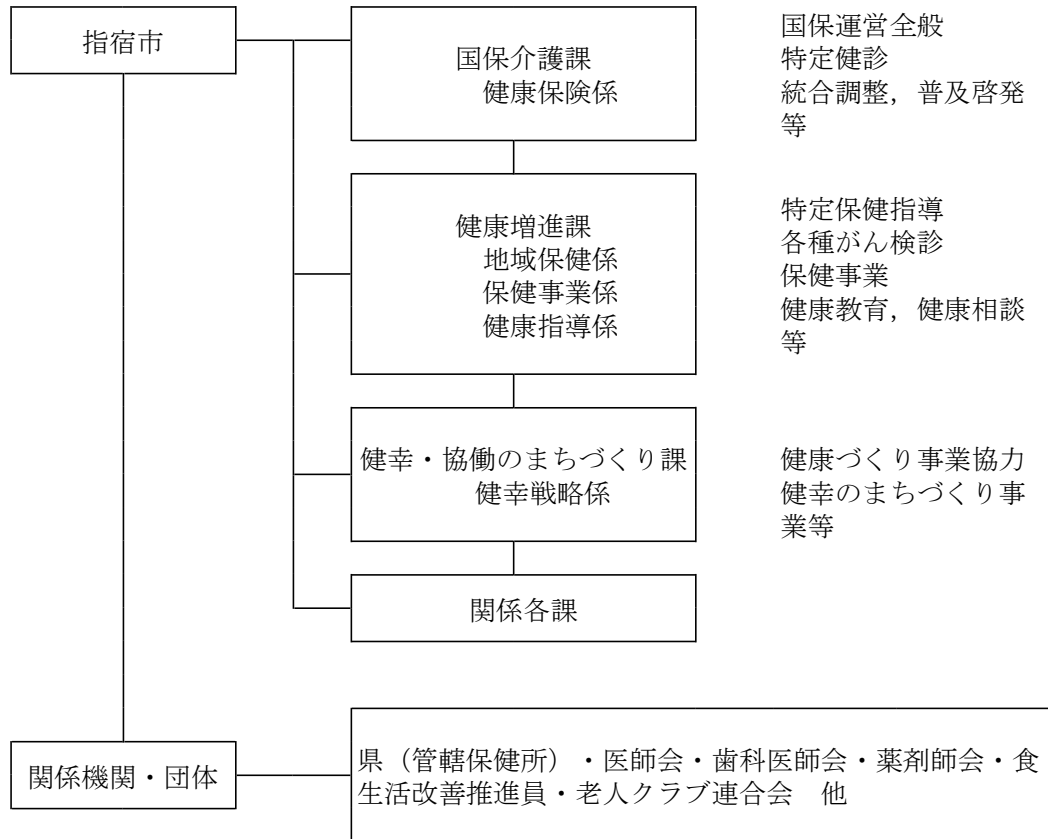 指宿市
国保介護課
健康保険係
国保運営全般
特定健診
統合調整，普及啓発
等
健康増進課
地域保健係
保健事業係
健康指導係
特定保健指導
各種がん検診
保健事業
健康教育，健康相談
等
健幸・協働のまちづくり課
健幸戦略係
健康づくり事業協力
健幸のまちづくり事
業等
関係各課
関係機関・団体
県（管轄保健所）・医師会・歯科医師会・薬剤師会・食
生活改善推進員・老人クラブ連合会　他